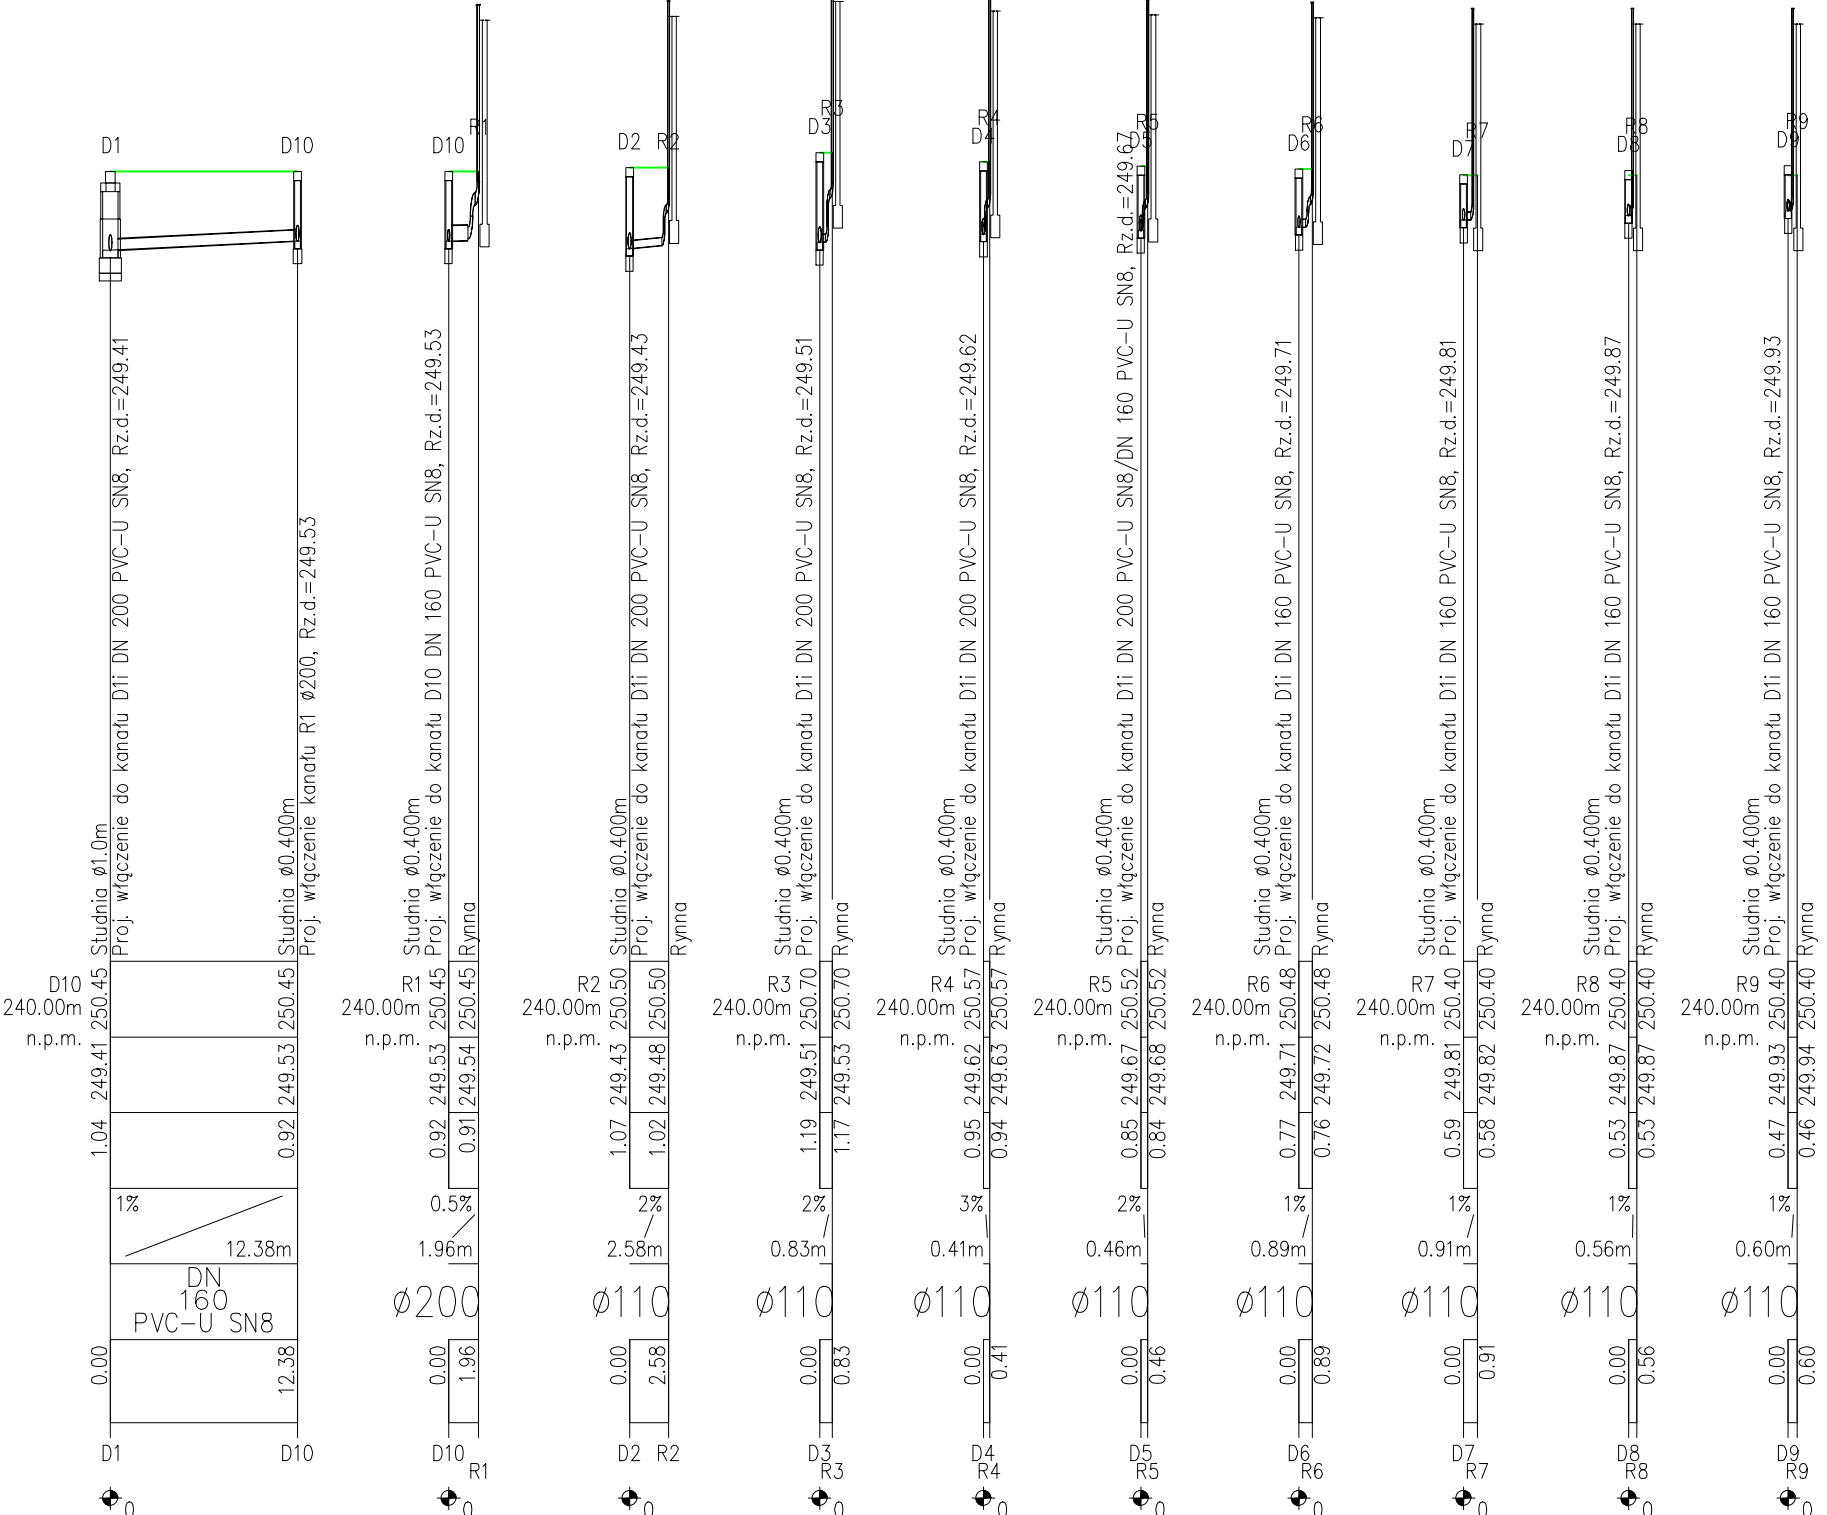 D1
D10
D10
R1
D2
R2
D3
R3
D4
R4
D5
R5
D6
R6
D7
R7
D8
R8
D9
R9
Studnia ø1.0m
Proj. włączenie do kanału D1i DN 200 PVC-U SN8, Rz.d.=249.41
Studnia ø0.400m
Proj. włączenie kanału R1 ø200, Rz.d.=249.53
Studnia ø0.400m
Proj. włączenie do kanału D10 DN 160 PVC-U SN8, Rz.d.=249.53
Rynna
Studnia ø0.400m
Proj. włączenie do kanału D1i DN 200 PVC-U SN8, Rz.d.=249.43
Rynna
Studnia ø0.400m
Proj. włączenie do kanału D1i DN 200 PVC-U SN8, Rz.d.=249.51
Rynna
Studnia ø0.400m
Proj. włączenie do kanału D1i DN 200 PVC-U SN8, Rz.d.=249.62
Rynna
Studnia ø0.400m
Proj. włączenie do kanału D1i DN 200 PVC-U SN8/DN 160 PVC-U SN8, Rz.d.=249.67
Rynna
Studnia ø0.400m
Proj. włączenie do kanału D1i DN 160 PVC-U SN8, Rz.d.=249.71
Rynna
Studnia ø0.400m
Proj. włączenie do kanału D1i DN 160 PVC-U SN8, Rz.d.=249.81
Rynna
Studnia ø0.400m
Proj. włączenie do kanału D1i DN 160 PVC-U SN8, Rz.d.=249.87
Rynna
Studnia ø0.400m
Proj. włączenie do kanału D1i DN 160 PVC-U SN8, Rz.d.=249.93
Rynna
D10
240.00m
n.p.m.
250.45
250.45
249.41
249.53
1.04
0.92
1%
12.38m
DN
160
PVC-U SN8
0.00
12.38
D1
D10
0
R1
240.00m
n.p.m.
250.45
250.45
249.53
249.54
0.92
0.91
0.5%
1.96m
ø200
0.00
1.96
D10
R1
0
R2
240.00m
n.p.m.
250.50
250.50
249.43
249.48
1.07
1.02
2%
2.58m
ø110
0.00
2.58
D2
R2
0
R3
240.00m
n.p.m.
250.70
250.70
249.51
249.53
1.19
1.17
2%
0.83m
ø110
0.00
0.83
D3
R3
0
R4
240.00m
n.p.m.
250.57
250.57
249.62
249.63
0.95
0.94
3%
0.41m
ø110
0.00
0.41
D4
R4
0
R5
240.00m
n.p.m.
250.52
250.52
249.67
249.68
0.85
0.84
2%
0.46m
ø110
0.00
0.46
D5
R5
0
R6
240.00m
n.p.m.
250.48
250.48
249.71
249.72
0.77
0.76
1%
0.89m
ø110
0.00
0.89
D6
R6
0
R7
240.00m
n.p.m.
250.40
250.40
249.81
249.82
0.59
0.58
1%
0.91m
ø110
0.00
0.91
D7
R7
0
R8
240.00m
n.p.m.
250.40
250.40
249.87
249.87
0.53
0.53
1%
0.56m
ø110
0.00
0.56
D8
R8
0
R9
240.00m
n.p.m.
250.40
250.40
249.93
249.94
0.47
0.46
1%
0.60m
ø110
0.00
0.60
D9
R9
0